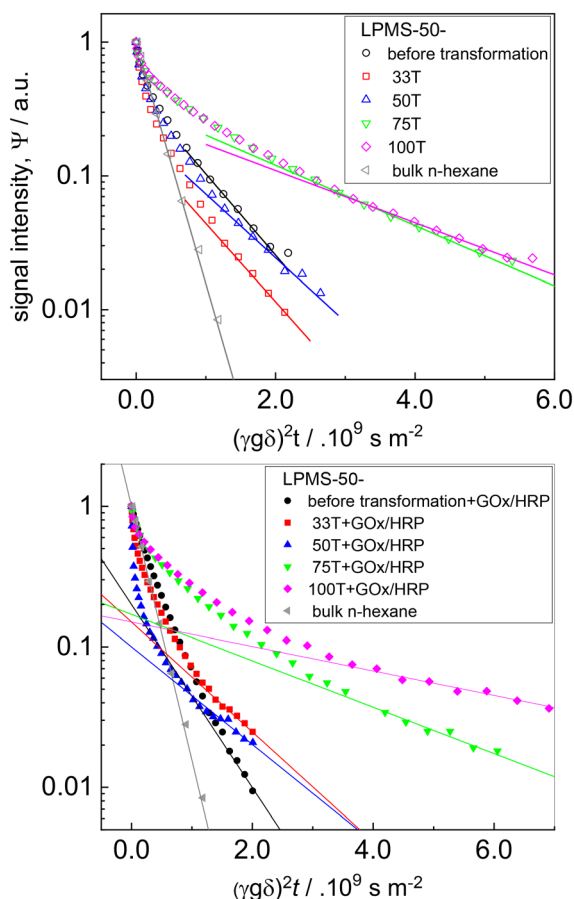 LPMS-50-
before transformation
33T
50T
75T
100T
bulk n-hexane
1
0.1
0.01
signal intensity, Ψ / a.u.
0.0 2.0 4.0 6.0
(γgδ)²t / .10⁹ s m⁻²
LPMS-50-
before transformation+GOx/HRP
33T+GOx/HRP
50T+GOx/HRP
75T+GOx/HRP
100T+GOx/HRP
bulk n-hexane
1
0.1
0.01
0.0 2.0 4.0 6.0
(γgδ)²t / .10⁹ s m⁻²